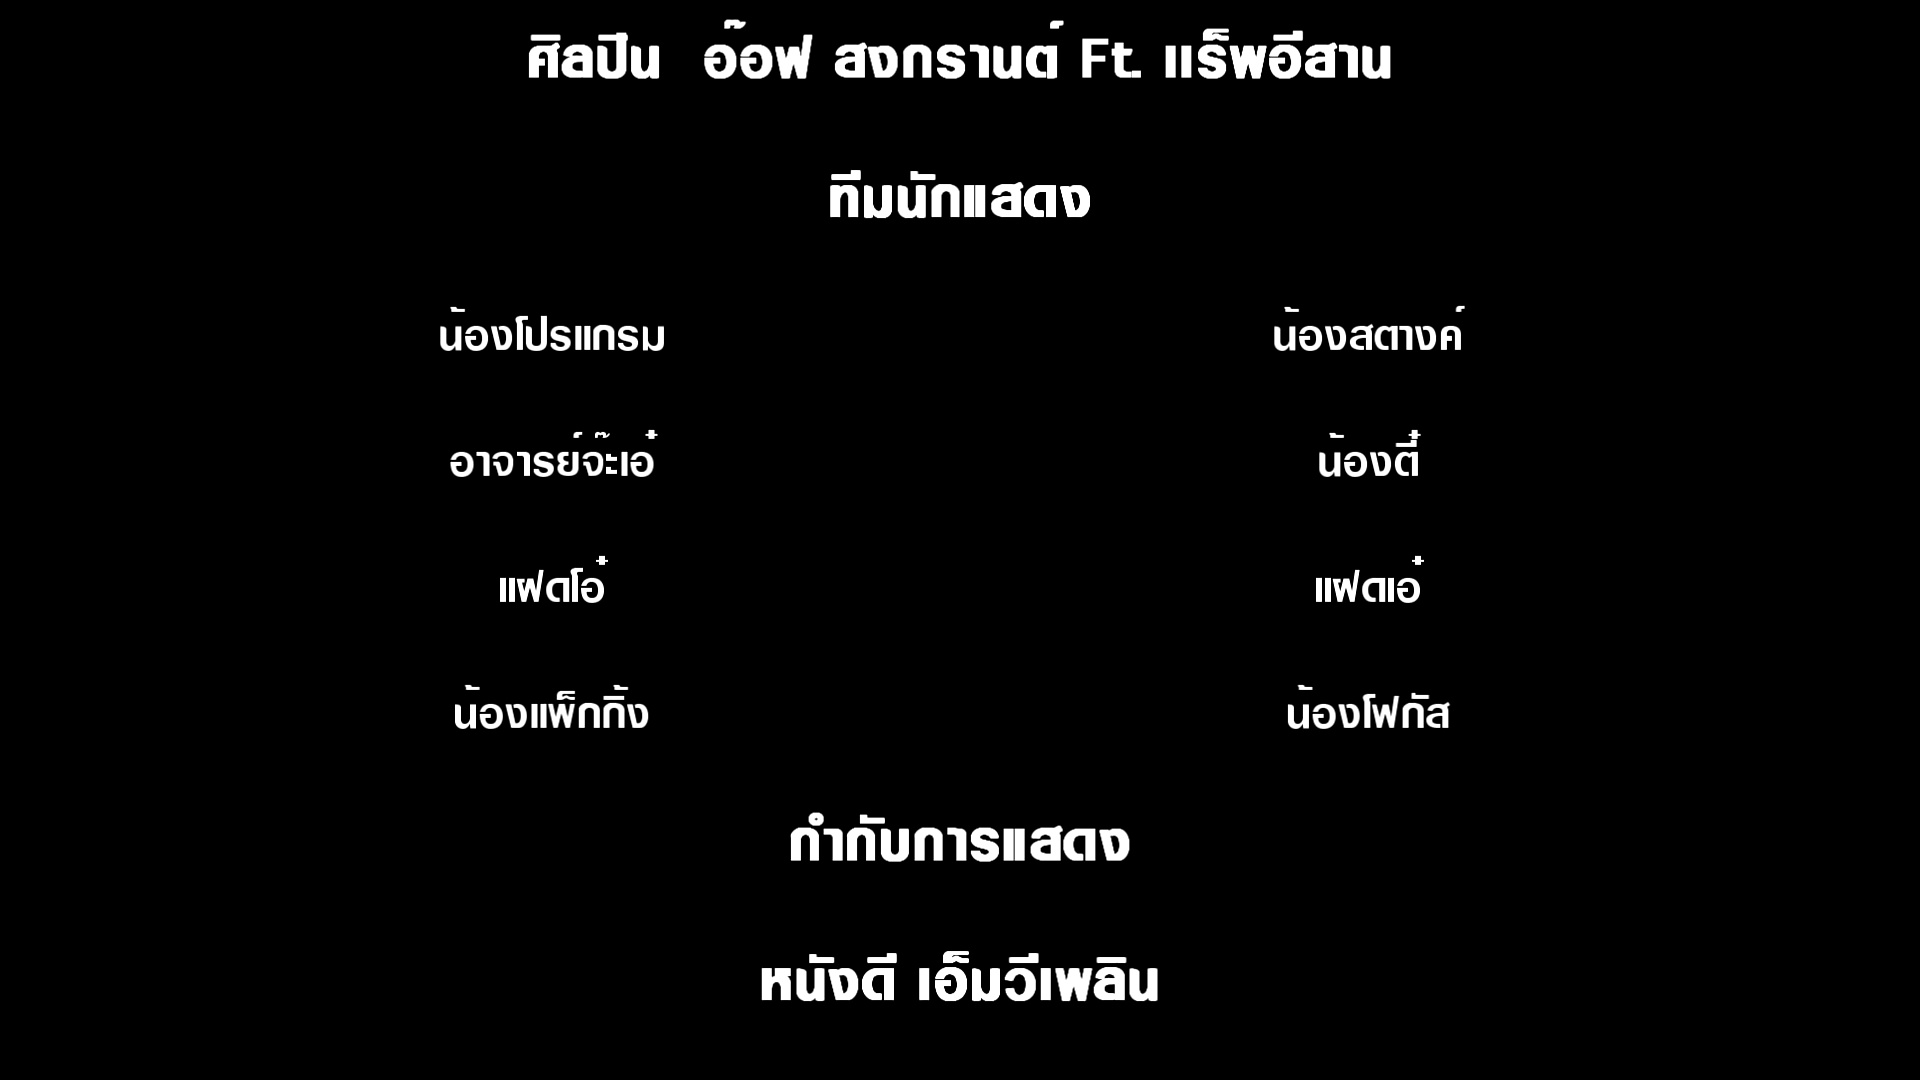 ศิลปิน อ๊อฟ สงกรานต์ Ft. แร็พอีสาน
ทีมนักแสดง
น้องโปรแกรม น้องสตางค์
อาจารย์จ๊ะเอ๋ น้องตี๋
แฝดโอ๋ แฝดเอ๋
น้องแพ็กกิ้ง น้องโฟกัส
กำกับการแสดง
หนังดี เอ็มวีเพลิน